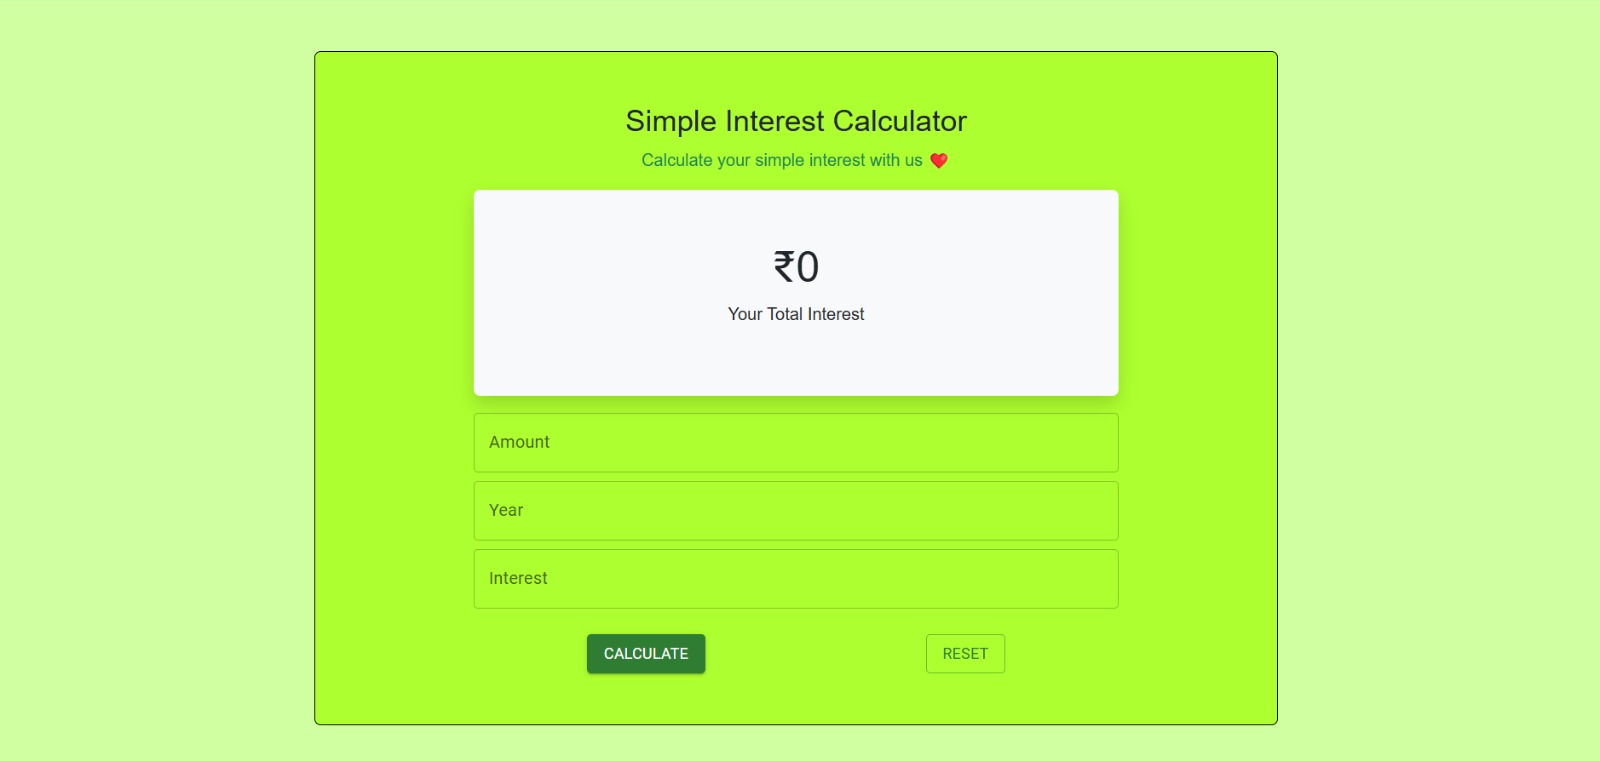 Simple Interest Calculator
Calculate your simple interest with us ❤️
₹0
Your Total Interest
Amount
Year
Interest
CALCULATE
RESET